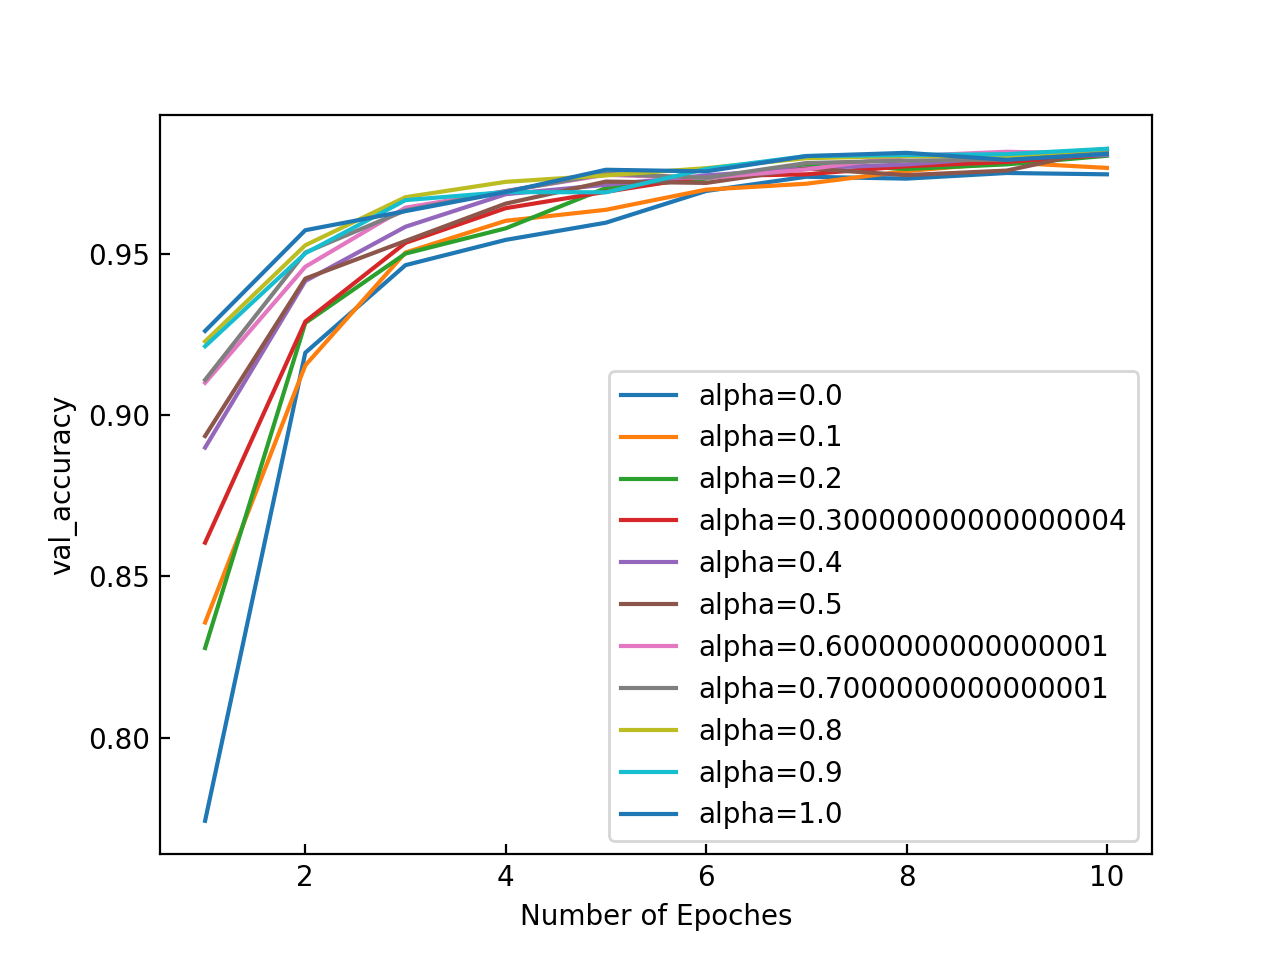 0.95
0.90
0.85
0.80
val_accuracy
alpha=0.0
alpha=0.1
alpha=0.2
alpha=0.30000000000000004
alpha=0.4
alpha=0.5
alpha=0.6000000000000001
alpha=0.7000000000000001
alpha=0.8
alpha=0.9
alpha=1.0
2 4 6 8 10
Number of Epoches